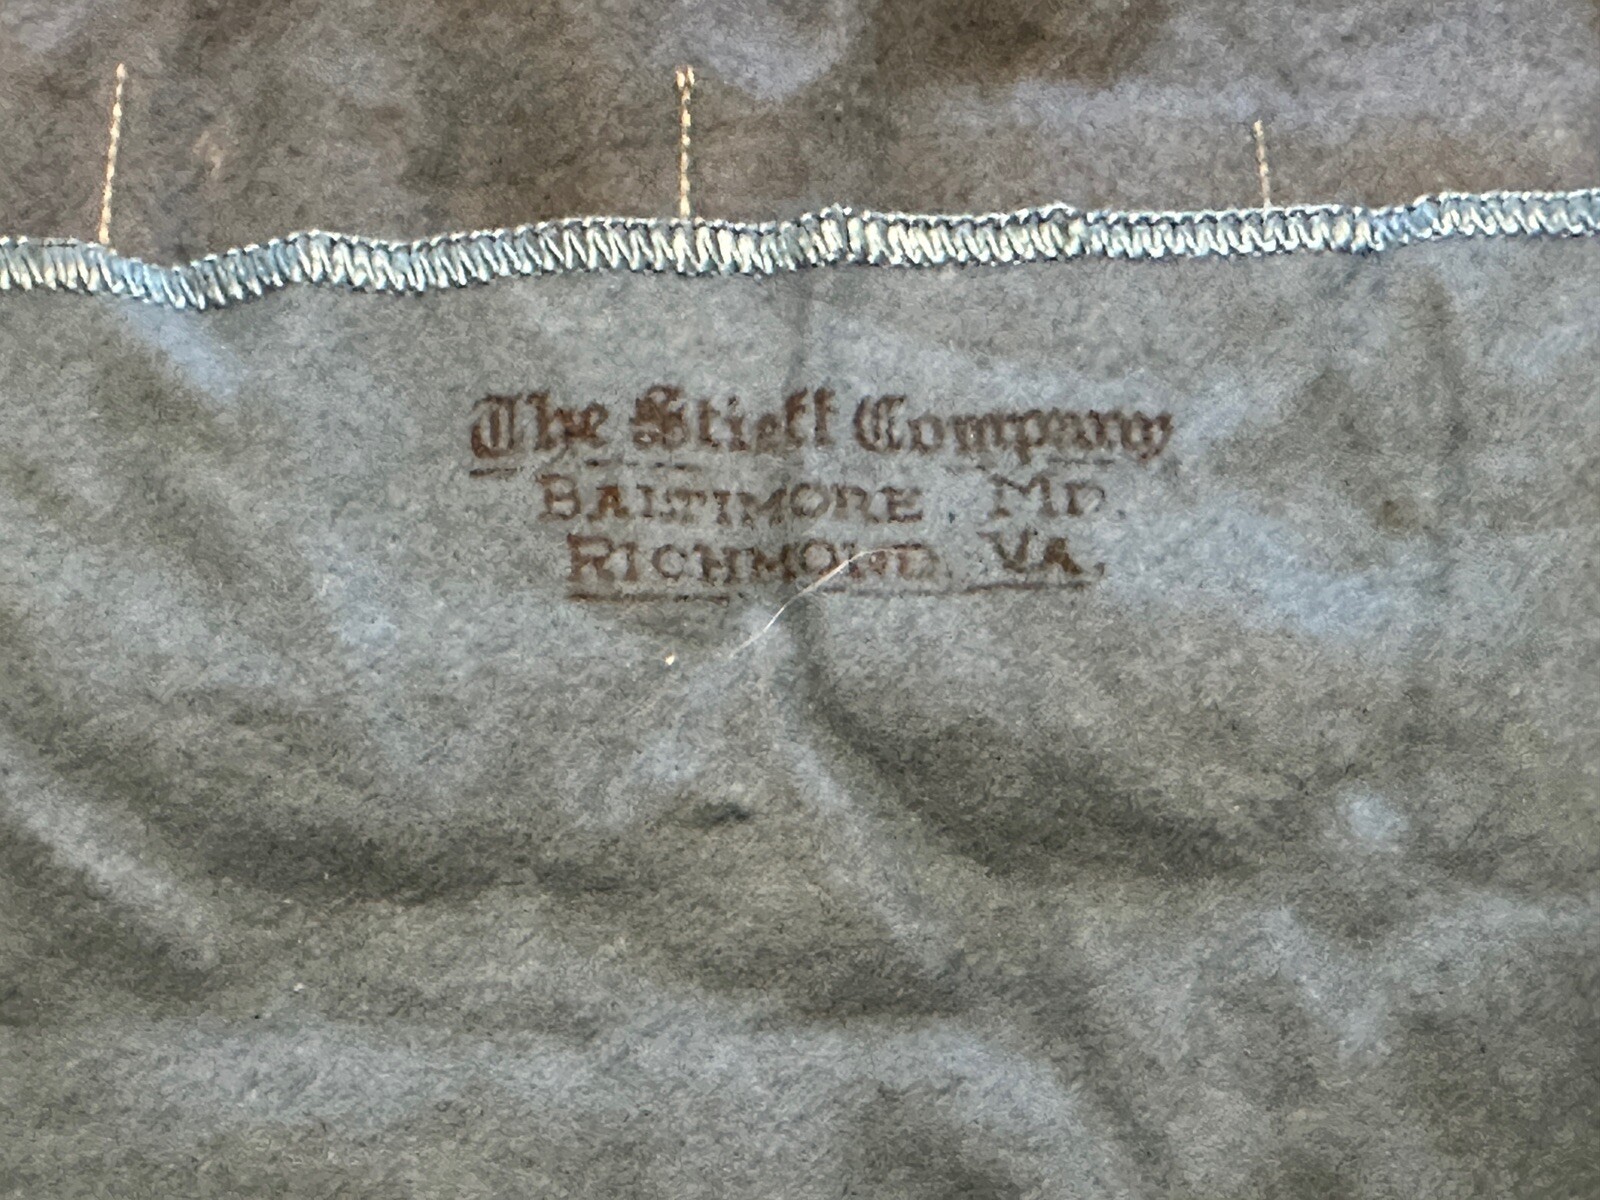 The Stieff Company
BALTIMORE, MD.
RICHMOND, VA.